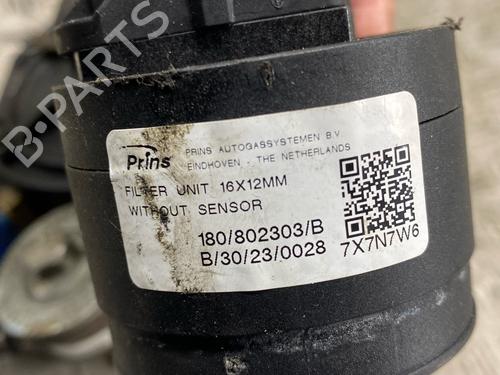 Prins
PRINS AUTOGASSYSTEMEN B.V
EINDHOVEN - THE NETHERLANDS
FILTER UNIT 16X12MM
WITHOUT SENSOR
180/802303/B
B/30/23/0028
7X7N7W6
B-PARTS